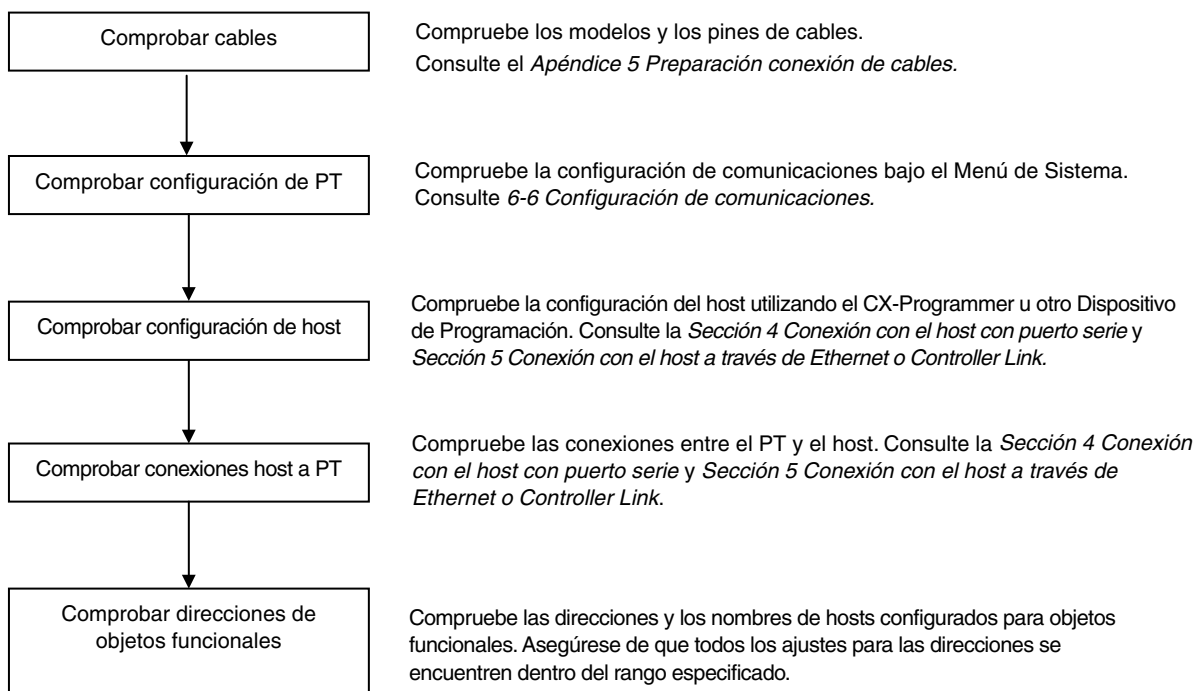 Comprobar cables
Compruebe los modelos y los pines de cables.
Consulte el Apéndice 5 Preparación conexión de cables.
Comprobar configuración de PT
Compruebe la configuración de comunicaciones bajo el Menú de Sistema.
Consulte 6-6 Configuración de comunicaciones.
Comprobar configuración de host
Compruebe la configuración del host utilizando el CX-Programmer u otro Dispositivo
de Programación. Consulte la Sección 4 Conexión con el host con puerto serie y
Sección 5 Conexión con el host a través de Ethernet o Controller Link.
Comprobar conexiones host a PT
Compruebe las conexiones entre el PT y el host. Consulte la Sección 4 Conexión
con el host con puerto serie y Sección 5 Conexión con el host a través de
Ethernet o Controller Link.
Comprobar direcciones de
objetos funcionales
Compruebe las direcciones y los nombres de hosts configurados para objetos
funcionales. Asegúrese de que todos los ajustes para las direcciones se
encuentren dentro del rango especificado.